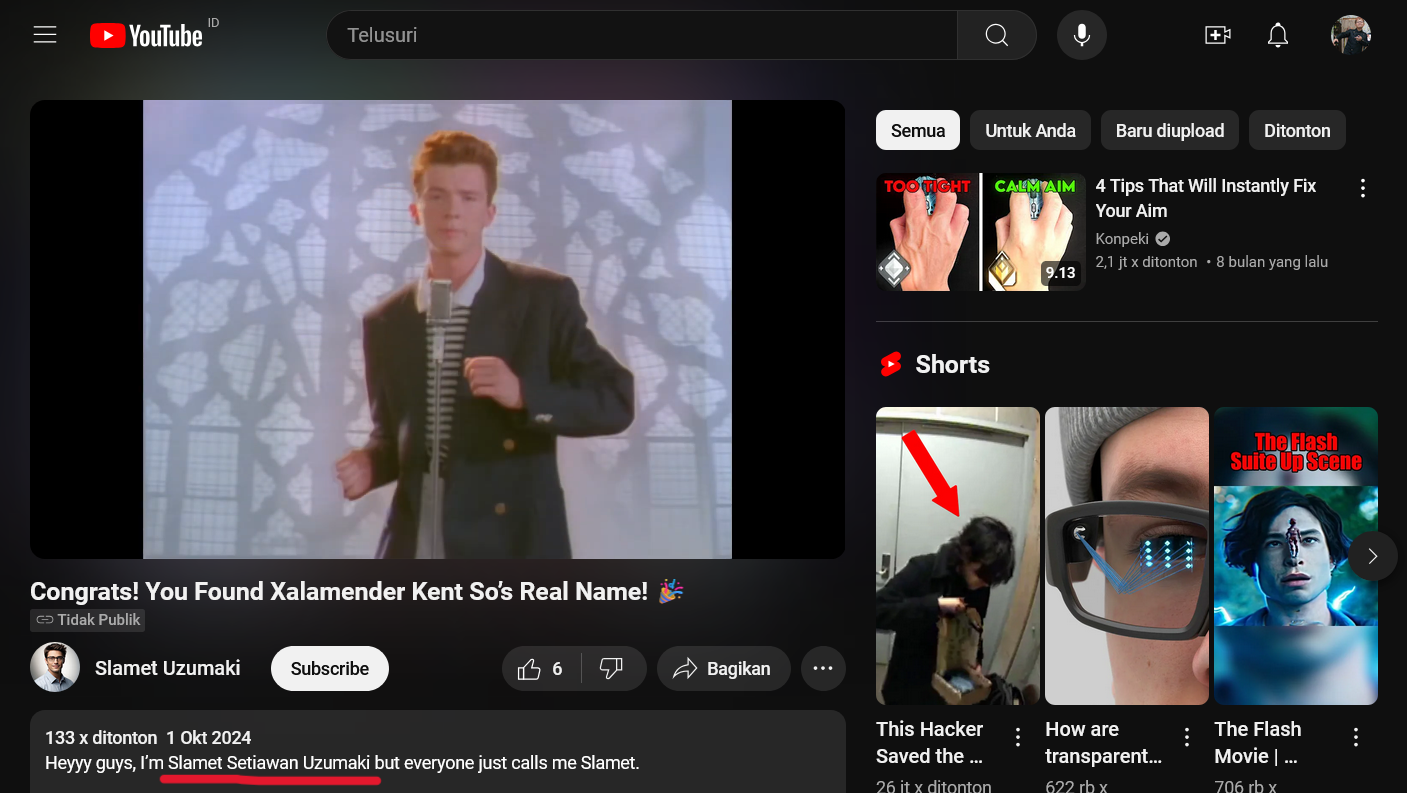 YouTube ID
Telusuri
Semua
Untuk Anda
Baru diupload
Ditonton
TOO TIGHT
CALM AIM
9.13
4 Tips That Will Instantly Fix
Your Aim
Konpeki
2,1 jt x ditonton • 8 bulan yang lalu
Shorts
The Flash
Suite Up Scene
This Hacker
Saved the ...
26 jt x ditonton
How are
transparent...
622 rb x
The Flash
Movie | ...
706 rb x
Congrats! You Found Xalamender Kent So’s Real Name! 🎉
Tidak Publik
Slamet Uzumaki
Subscribe
6
Bagikan
133 x ditonton 1 Okt 2024
Heyyy guys, I’m Slamet Setiawan Uzumaki but everyone just calls me Slamet.